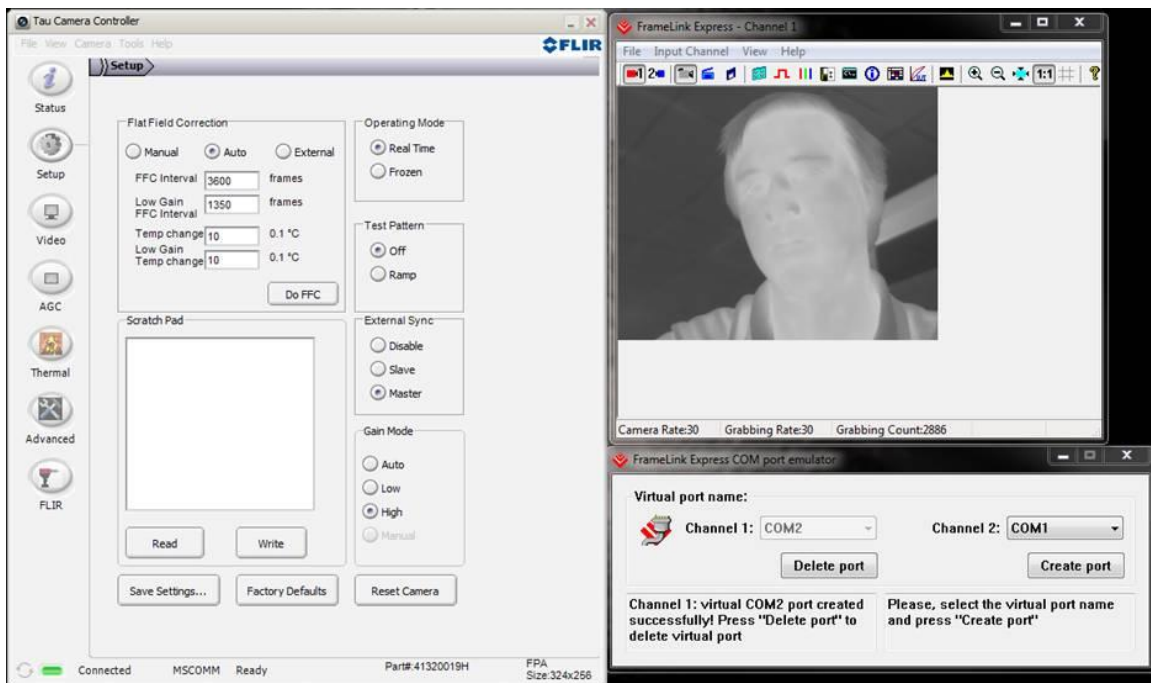 Tau Camera Controller
File View Camera Tools Help
FLIR
Setup
Status
Setup
Video
AGC
Thermal
Advanced
FLIR
Flat Field Correction
Manual Auto External
FFC Interval 3600 frames
Low Gain
FFC Interval 1350 frames
Temp change 10 0.1 °C
Low Gain
Temp change 10 0.1 °C
Do FFC
Scratch Pad
Read Write
Operating Mode
Real Time
Frozen
Test Pattern
Off
Ramp
External Sync
Disable
Slave
Master
Gain Mode
Auto
Low
High
Manual
Save Settings... Factory Defaults Reset Camera
Connected MSCOMM Ready Part#:41320019H FPA
Size:324x256
FrameLink Express - Channel 1
File Input Channel View Help
1 2 1:1 ?
Camera Rate:30 Grabbing Rate:30 Grabbing Count:2886
FrameLink Express COM port emulator
Virtual port name:
Channel 1: COM2 Channel 2: COM1
Delete port Create port
Channel 1: virtual COM2 port created
successfully! Press "Delete port" to
delete virtual port
Please, select the virtual port name
and press "Create port"